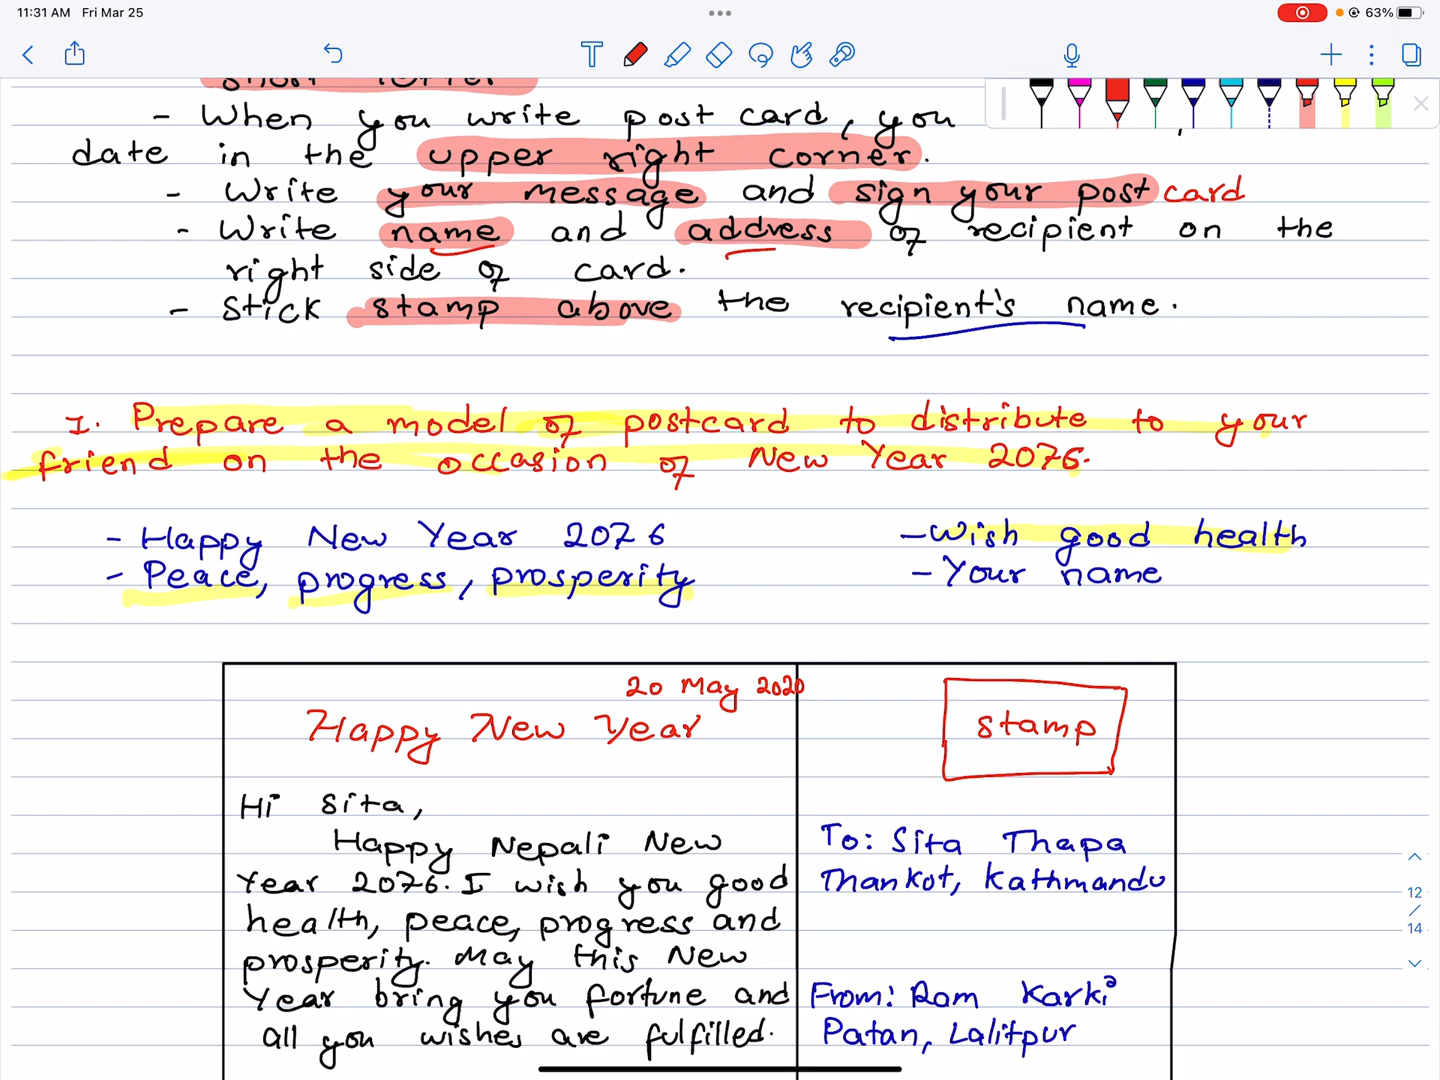 11:31 AM Fri Mar 25
63%
short letter
- When you write post card, you
date in the upper right corner.
- Write your message and sign your post card
- Write name and address of recipient on the
right side of card.
- Stick stamp above the recipient's name.
1. Prepare a model of postcard to distribute to your
friend on the occasion of New Year 2076.
- Happy New Year 2076
- Peace, progress, prosperity
- Wish good health
- Your name
20 May 2020
Happy New Year
Hi Sita,
Happy Nepali New
Year 2076. I wish you good
health, peace, progress and
prosperity. May this New
Year bring you fortune and
all you wishes are fulfilled.
stamp
To: Sita Thapa
Thankot, Kathmandu
From: Ram Karki
Patan, Lalitpur
12
/
14